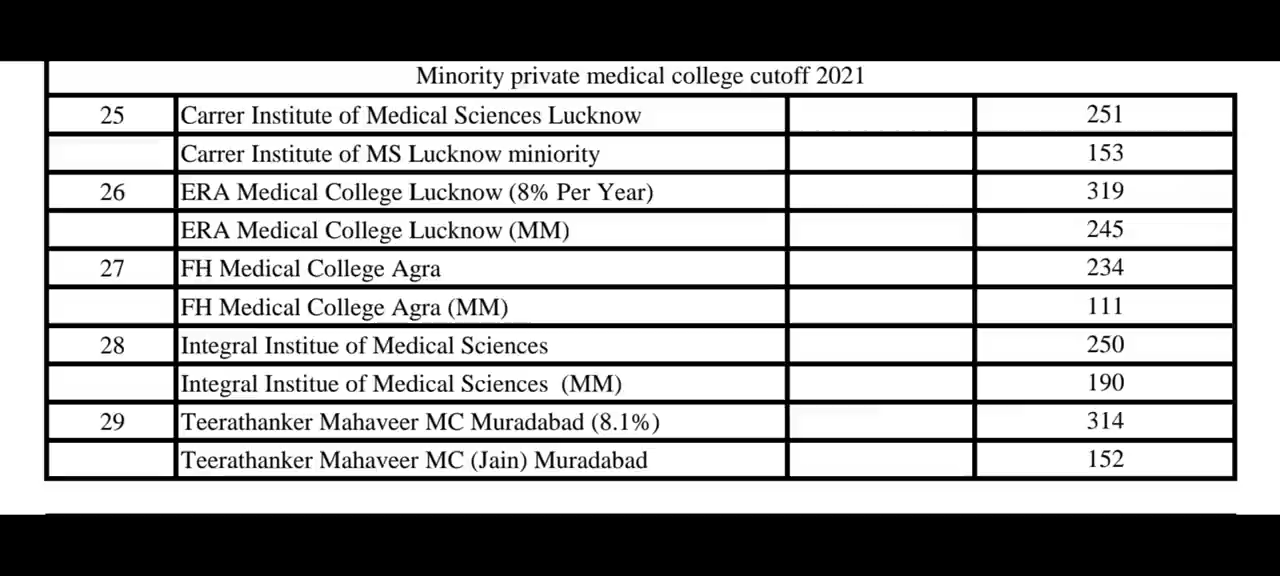 Minority private medical college cutoff 2021
25 Carrer Institute of Medical Sciences Lucknow 251
Carrer Institute of MS Lucknow miniority 153
26 ERA Medical College Lucknow (8% Per Year) 319
ERA Medical College Lucknow (MM) 245
27 FH Medical College Agra 234
FH Medical College Agra (MM) 111
28 Integral Institue of Medical Sciences 250
Integral Institue of Medical Sciences (MM) 190
29 Teerathanker Mahaveer MC Muradabad (8.1%) 314
Teerathanker Mahaveer MC (Jain) Muradabad 152